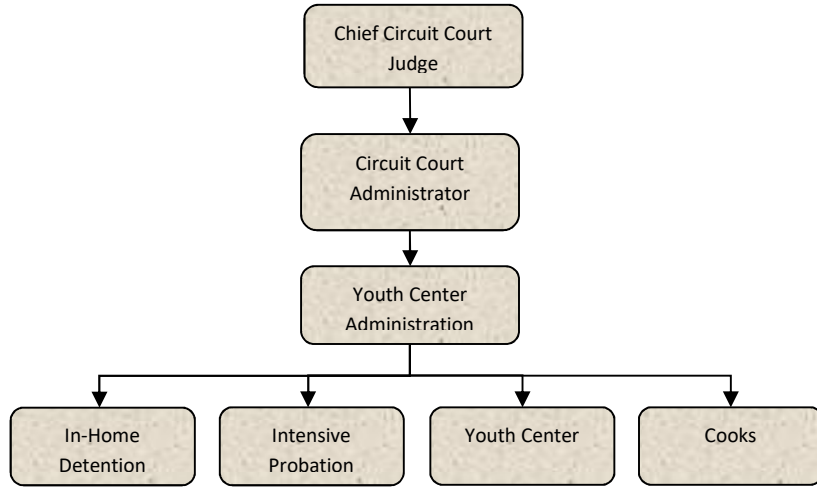 Chief Circuit Court
Judge
Circuit Court
Administrator
Youth Center
Administration
In-Home
Detention
Intensive
Probation
Youth Center
Cooks